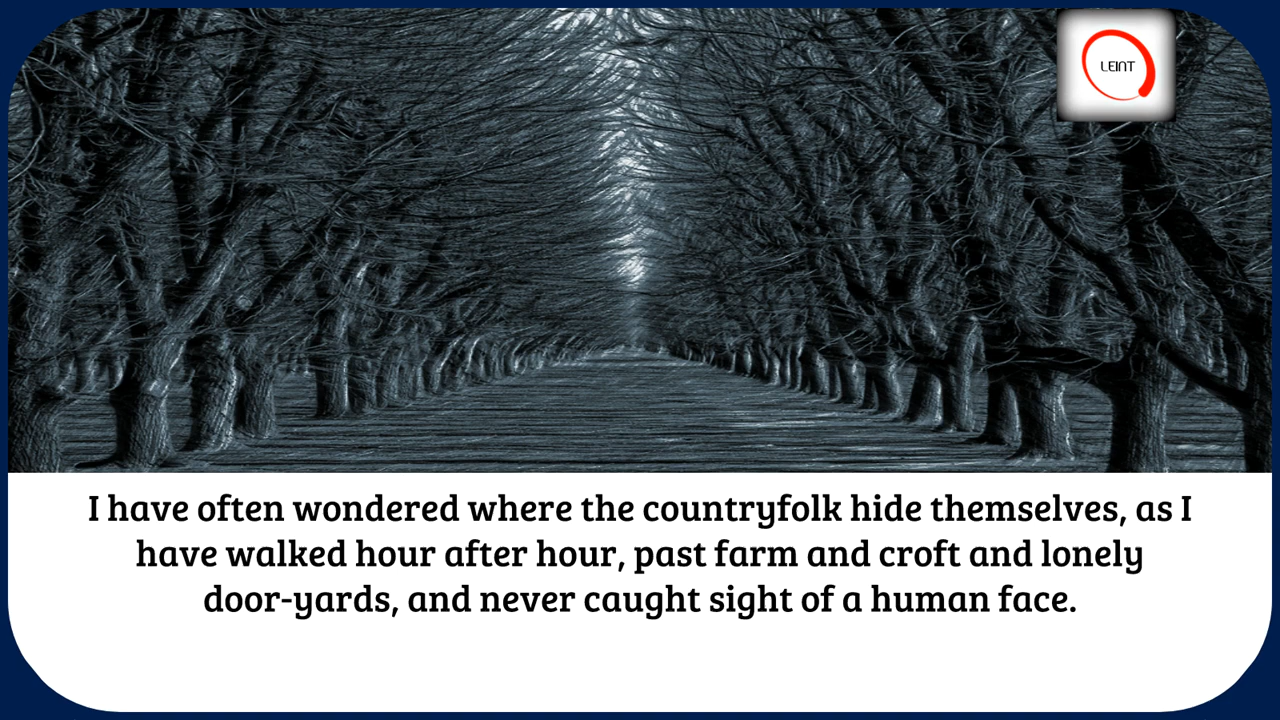 LEINT
I have often wondered where the countryfolk hide themselves, as I
have walked hour after hour, past farm and croft and lonely
door-yards, and never caught sight of a human face.